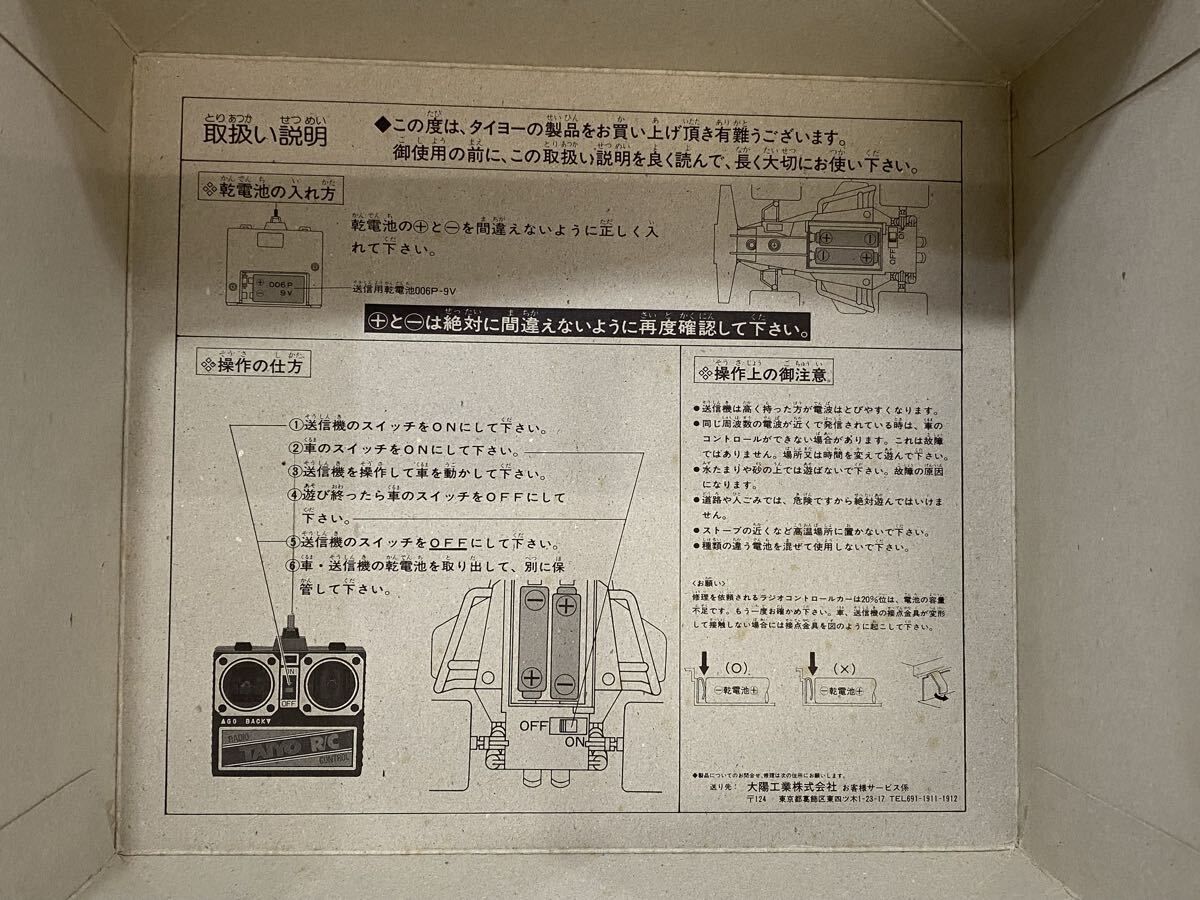 取扱い説明
◆この度は、タイヨーの製品をお買い上げ頂き有難うございます。
御使用の前に、この取扱い説明を良く読んで、長く大切にお使い下さい。
※乾電池の入れ方
乾電池の⊕と⊖を間違えないように正しく入
れて下さい。
006P
9V
送信用乾電池006P-9V
OFF
⊕と⊖は絶対に間違えないように再度確認して下さい。
※操作の仕方
①送信機のスイッチをONにして下さい。
②車のスイッチをONにして下さい。
③送信機を操作して車を動かして下さい。
④遊び終ったら車のスイッチをOFFにして
下さい。
⑤送信機のスイッチをOFFにして下さい。
⑥車・送信機の乾電池を取り出して、別に保
管して下さい。
ON
OFF
▲GO BACK▼
RADIO
TAIYO R/C
CONTROL
OFF
ON
※操作上の御注意
●送信機は高く持った方が電波はとびやすくなります。
●同じ周波数の電波が近くで発信されている時は、車の
コントロールができない場合があります。これは故障
ではありません。場所又は時間を変えて遊んで下さい。
●水たまりや砂の上では遊ばないで下さい。故障の原因
になります。
●道路や人ごみでは、危険ですから絶対遊んではいけま
せん。
●ストーブの近くなど高温場所に置かないで下さい。
●種類の違う電池を混ぜて使用しないで下さい。
〈お願い〉
修理を依頼されるラジオコントロールカーは20%位は、電池の容量
不足です。もう一度お確かめ下さい。車、送信機の接点金具が変形
して接触しない場合には接点金具を図のように起こして下さい。
(O)
⊖乾電池⊕
(×)
⊖乾電池⊕
●製品についてのお問合せ、修理は次の住所にお願いします。
送り先： 大陽工業株式会社 お客様サービス係
〒124 東京都葛飾区東四ツ木1-23-17 TEL691-1911-1912